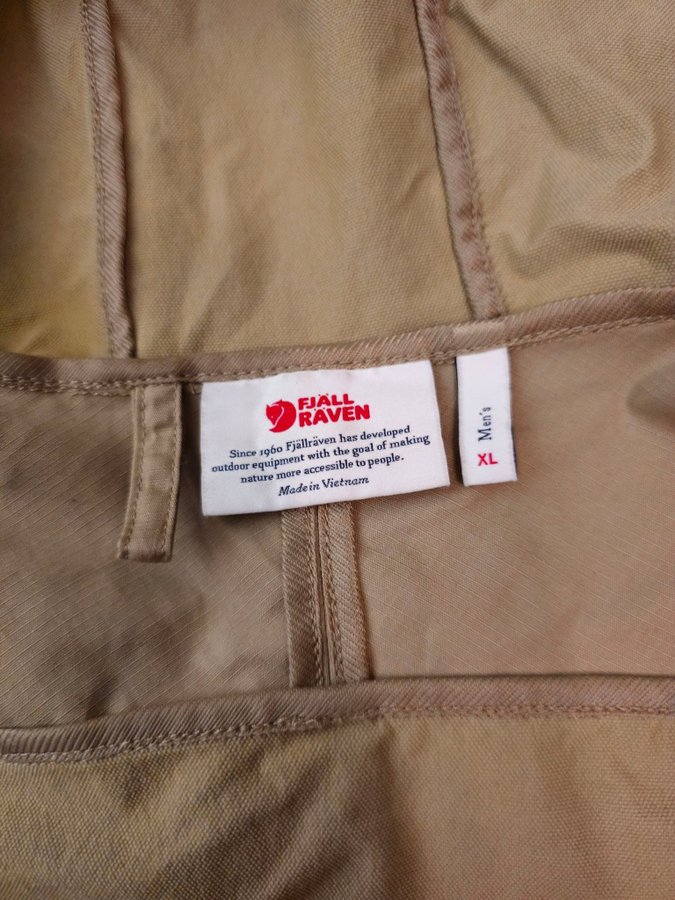 FJÄLL
RÄVEN
Since 1960 Fjällräven has developed
outdoor equipment with the goal of making
nature more accessible to people.
Made in Vietnam
Men's
XL